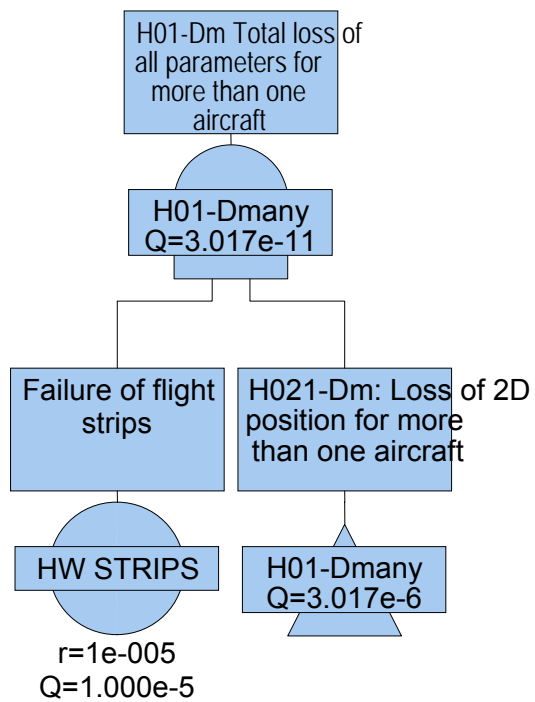 H01-Dm Total loss of
all parameters for
more than one
aircraft
H01-Dmany
Q=3.017e-11
Failure of flight
strips
H021-Dm: Loss of 2D
position for more
than one aircraft
HW STRIPS
r=1e-005
Q=1.000e-5
H01-Dmany
Q=3.017e-6